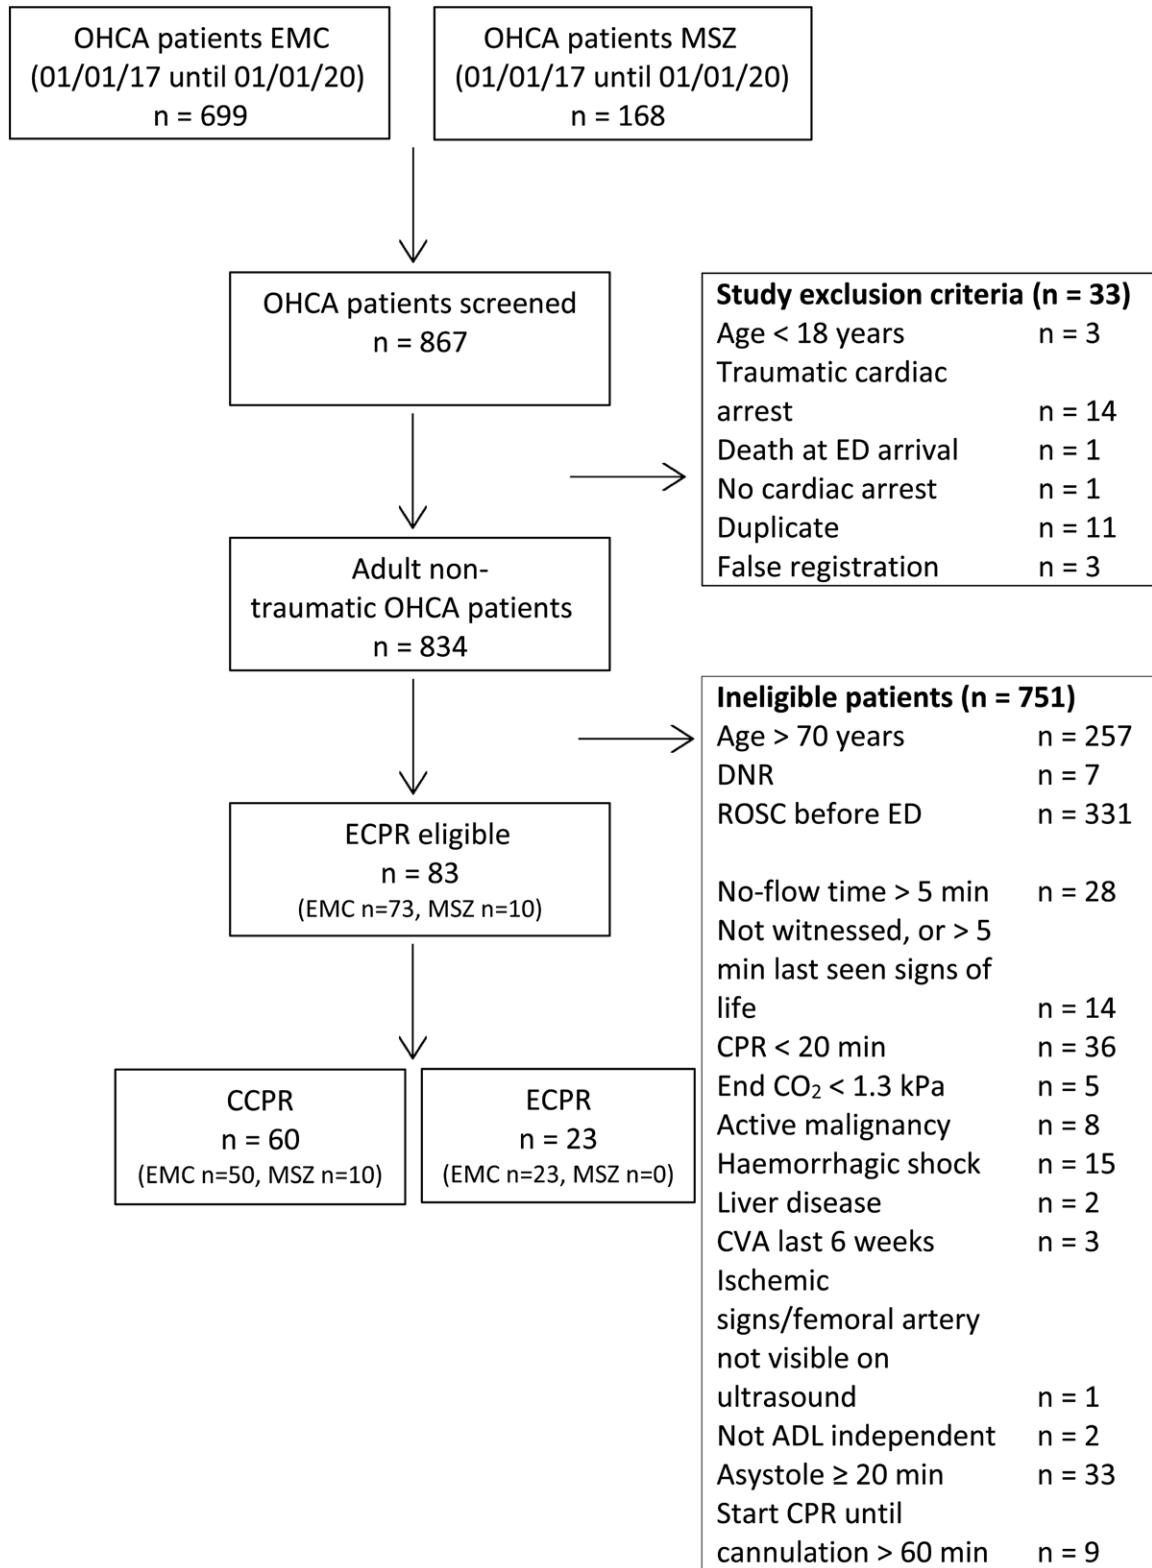 OHCA patients EMC
(01/01/17 until 01/01/20)
n = 699
OHCA patients MSZ
(01/01/17 until 01/01/20)
n = 168
OHCA patients screened
n = 867
Study exclusion criteria (n = 33)
Age < 18 years n = 3
Traumatic cardiac
arrest n = 14
Death at ED arrival n = 1
No cardiac arrest n = 1
Duplicate n = 11
False registration n = 3
Adult non-
traumatic OHCA patients
n = 834
Ineligible patients (n = 751)
Age > 70 years n = 257
DNR n = 7
ROSC before ED n = 331
No-flow time > 5 min n = 28
Not witnessed, or > 5
min last seen signs of
life n = 14
CPR < 20 min n = 36
End CO₂ < 1.3 kPa n = 5
Active malignancy n = 8
Haemorrhagic shock n = 15
Liver disease n = 2
CVA last 6 weeks n = 3
Ischemic
signs/femoral artery
not visible on
ultrasound n = 1
Not ADL independent n = 2
Asystole ≥ 20 min n = 33
Start CPR until
cannulation > 60 min n = 9
ECPR eligible
n = 83
(EMC n=73, MSZ n=10)
CCPR
n = 60
(EMC n=50, MSZ n=10)
ECPR
n = 23
(EMC n=23, MSZ n=0)